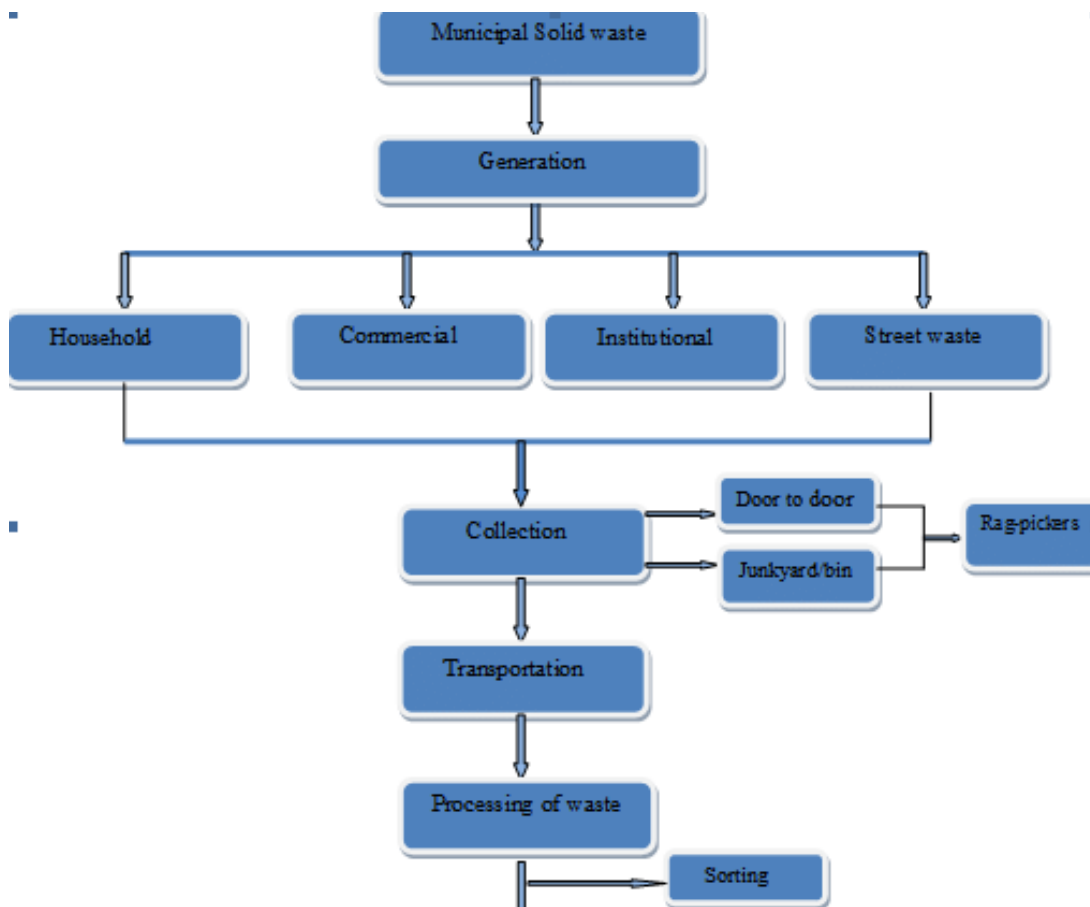 Municipal Solid waste
Generation
Household
Commercial
Institutional
Street waste
Collection
Door to door
Junkyard/bin
Rag-pickers
Transportation
Processing of waste
Sorting